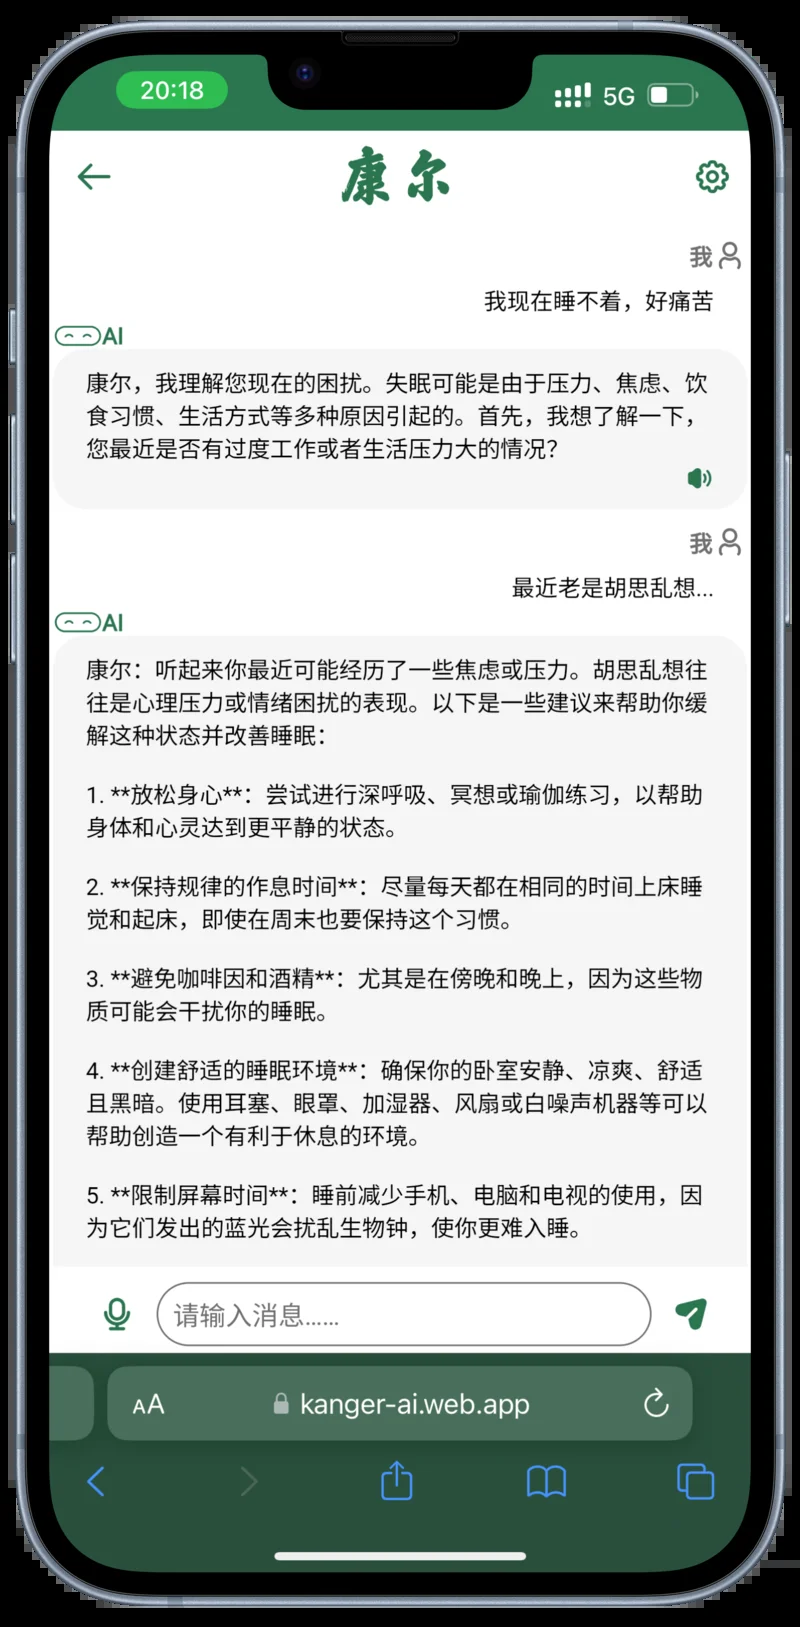 20:18
5G
康尔
我
我现在睡不着，好痛苦
AI
康尔，我理解您现在的困扰。失眠可能是由于压力、焦虑、饮
食习惯、生活方式等多种原因引起的。首先，我想了解一下，
您最近是否有过度工作或者生活压力大的情况？
我
最近老是胡思乱想...
AI
康尔：听起来你最近可能经历了一些焦虑或压力。胡思乱想往
往是心理压力或情绪困扰的表现。以下是一些建议来帮助你缓
解这种状态并改善睡眠：
1. **放松身心**：尝试进行深呼吸、冥想或瑜伽练习，以帮助
身体和心灵达到更平静的状态。
2. **保持规律的作息时间**：尽量每天都在相同的时间上床睡
觉和起床，即使在周末也要保持这个习惯。
3. **避免咖啡因和酒精**：尤其是在傍晚和晚上，因为这些物
质可能会干扰你的睡眠。
4. **创建舒适的睡眠环境**：确保你的卧室安静、凉爽、舒适
且黑暗。使用耳塞、眼罩、加湿器、风扇或白噪声机器等可以
帮助创造一个有利于休息的环境。
5. **限制屏幕时间**：睡前减少手机、电脑和电视的使用，因
为它们发出的蓝光会扰乱生物钟，使你更难入睡。
请输入消息......
AA
kanger-ai.web.app